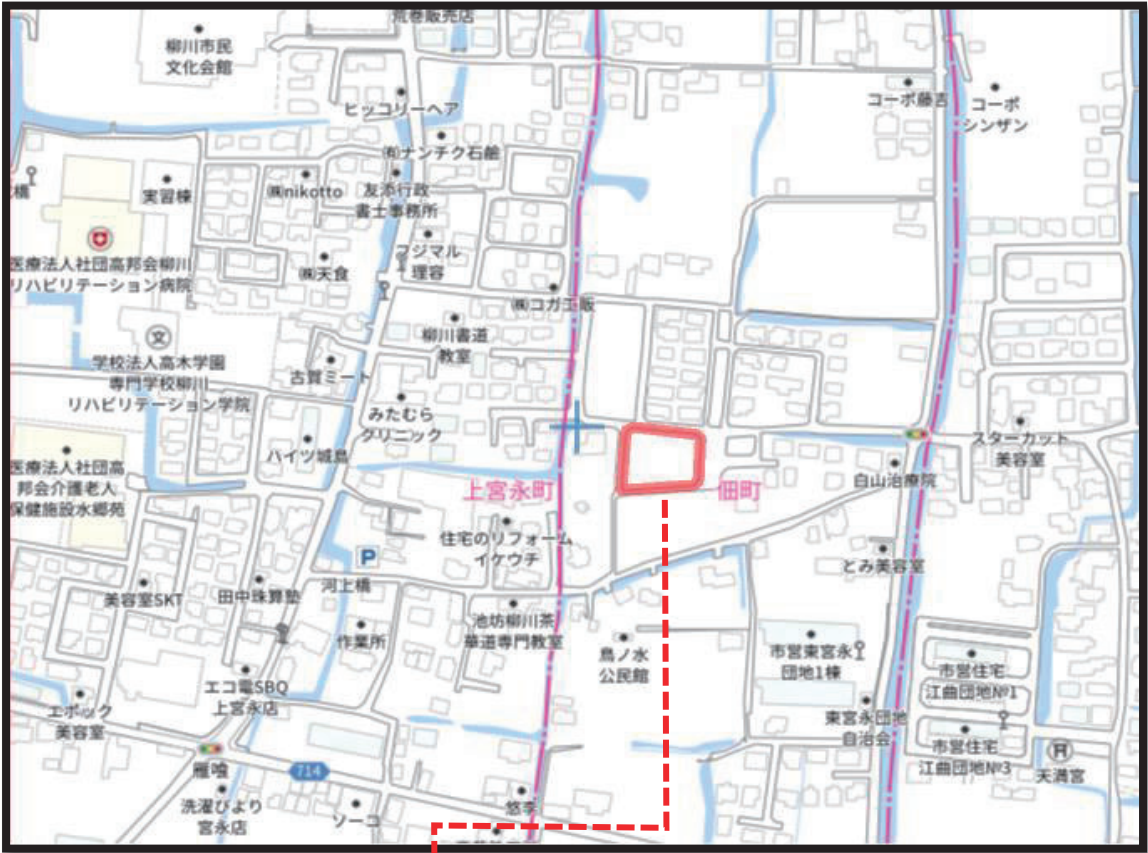 荒巻販売店
柳川市民
文化会館
ヒッコリーヘア
コーポ藤吉
コーポ
シンザン
㈲ナンチク石鹼
橋
実習棟
㈱nikotto
友添行政
書士事務所
フジマル
理容
医療法人社団高邦会柳川
リハビリテーション病院
㈱天食
㈱コガ工販
柳川書道
教室
文
学校法人高木学園
専門学校柳川
リハビリテーション学院
古賀ミート
みたむら
クリニック
ハイツ城島
スターカット
美容室
医療法人社団高
邦会介護老人
保健施設水郷苑
上宮永町
佃町
白山治療院
住宅のリフォーム
イケウチ
P
とみ美容室
河上橋
美容室SKT
田中珠算塾
池坊柳川茶
華道専門教室
作業所
鳥ノ水
公民館
市営東宮永
団地1棟
市営住宅
江曲団地№1
エコ電SBQ
上宮永店
エポック
美容室
東宮永団地
自治会
市営住宅
江曲団地№3
天満宮
雁喰
714
洗濯びより
宮永店
ソーコ
悠季